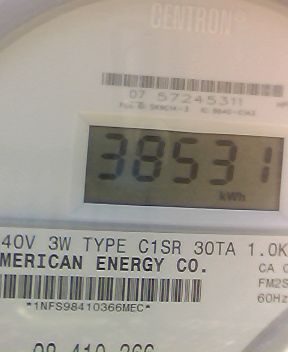 CENTRON®
07 57245311
38531
kWh
40V 3W TYPE C1SR 30TA 1.0K
MERICAN ENERGY CO.
CA 0
FM2S
60Hz
*1NFS98410366MEC*